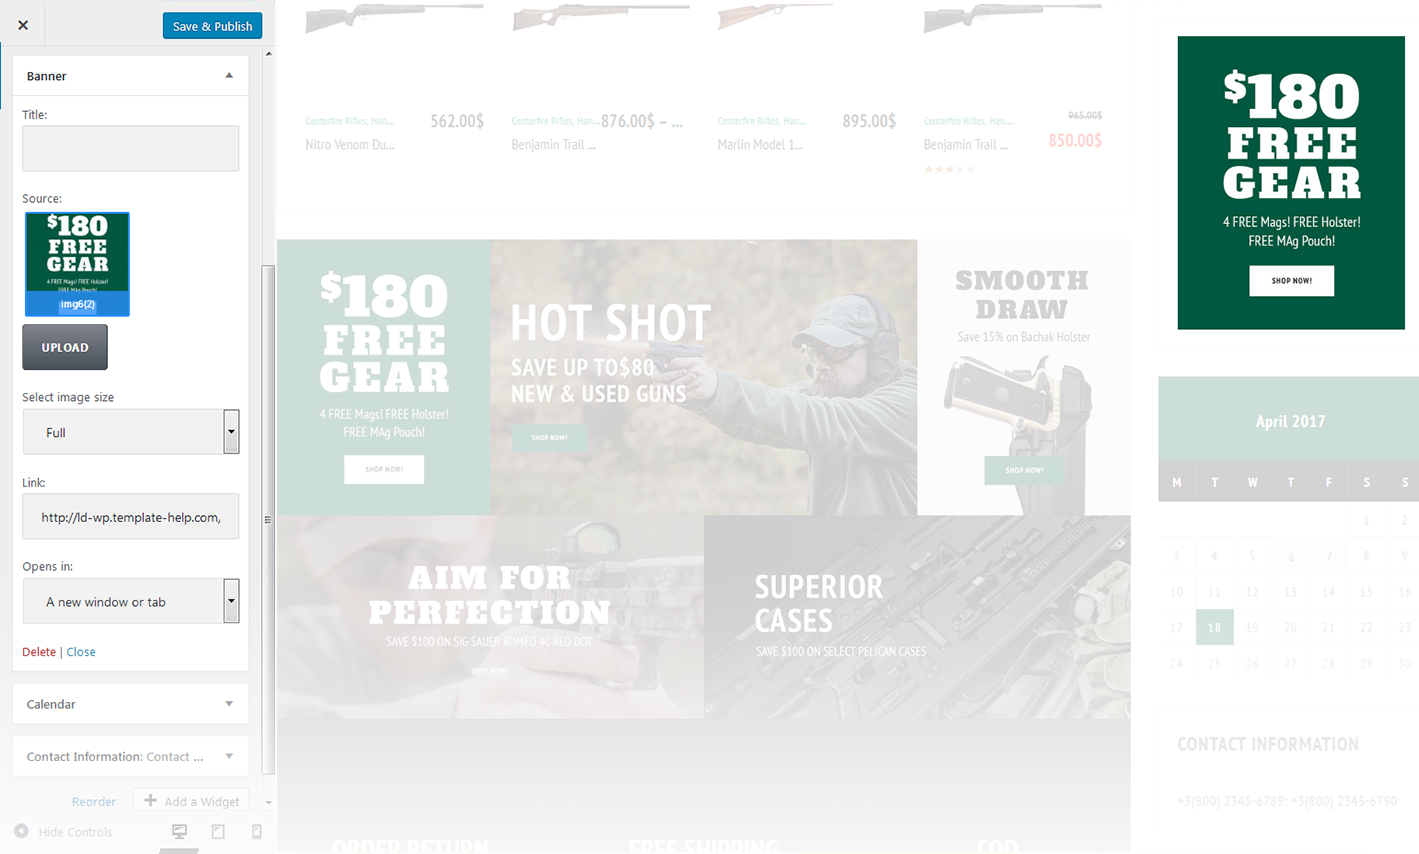 Save & Publish
Banner
Title:
Source:
$180
FREE
GEAR
4 FREE Mags! FREE Holster!
FREE MAg Pouch!
img6(2)
UPLOAD
Select image size
Full
Link:
http://ld-wp.template-help.com,
Opens in:
A new window or tab
Delete | Close
Calendar
Contact Information: Contact ...
Reorder
Add a Widget
Hide Controls
Centerfire Rifles, Han... 562.00$
Nitro Venom Du...
Centerfire Rifles, Han... 876.00$ – ...
Benjamin Trail ...
Centerfire Rifles, Han... 895.00$
Marlin Model 1...
Centerfire Rifles, Han... 965.00$
Benjamin Trail ... 850.00$
$180
FREE
GEAR
4 FREE Mags! FREE Holster!
FREE MAg Pouch!
SHOP NOW!
HOT SHOT
SAVE UP TO$80
NEW & USED GUNS
SHOP NOW!
SMOOTH
DRAW
Save 15% on Bachak Holster
SHOP NOW!
AIM FOR
PERFECTION
SAVE $100 ON SIG SAUER ROMEO 4C RED DOT
SHOP NOW!
SUPERIOR
CASES
SAVE $100 ON SELECT PELICAN CASES
ORDER RETURN
FREE SHIPPING
COD
$180
FREE
GEAR
4 FREE Mags! FREE Holster!
FREE MAg Pouch!
SHOP NOW!
April 2017
M T W T F S S
1 2
3 4 5 6 7 8 9
10 11 12 13 14 15 16
17 18 19 20 21 22 23
24 25 26 27 28 29 30
CONTACT INFORMATION
+3(800) 2345-6789; +3(800) 2345-6790